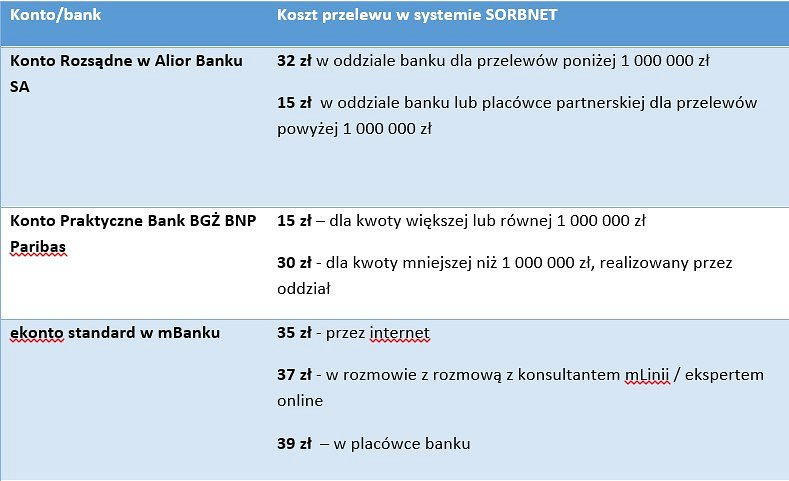 Konto/bank
Koszt przelewu w systemie SORBNET
Konto Rozsądne w Alior Banku
SA
32 zł w oddziale banku dla przelewów poniżej 1 000 000 zł
15 zł  w oddziale banku lub placówce partnerskiej dla przelewów
powyżej 1 000 000 zł
Konto Praktyczne Bank BGŻ BNP
Paribas
15 zł – dla kwoty większej lub równej 1 000 000 zł
30 zł - dla kwoty mniejszej niż 1 000 000 zł, realizowany przez
oddział
ekonto standard w mBanku
35 zł - przez internet
37 zł - w rozmowie z rozmową z konsultantem mLinii / ekspertem
online
39 zł  – w placówce banku